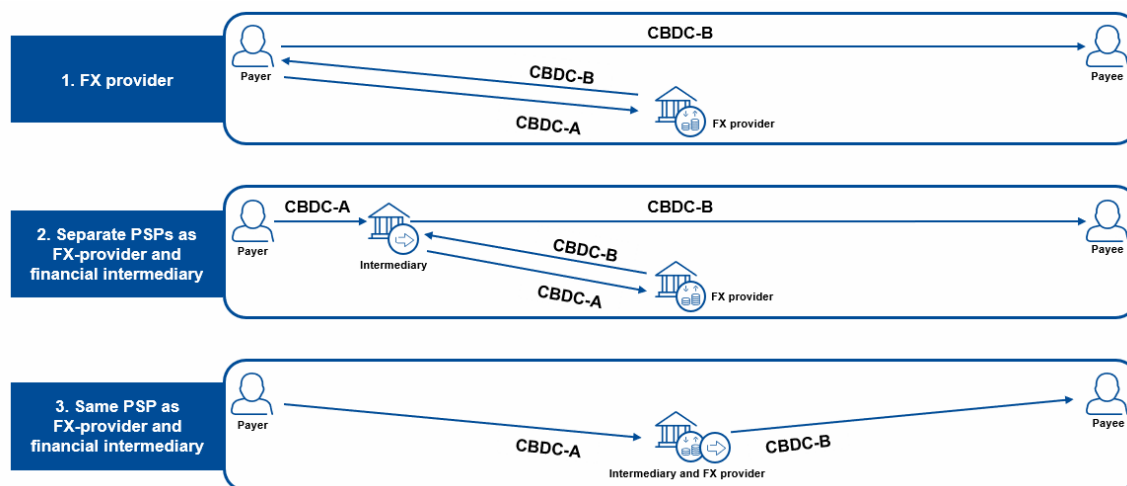 1. FX provider
Payer
CBDC-B
Payee
CBDC-B
CBDC-A
FX provider
2. Separate PSPs as
FX-provider and
financial intermediary
Payer
CBDC-A
Intermediary
CBDC-B
Payee
CBDC-B
CBDC-A
FX provider
3. Same PSP as
FX-provider and
financial intermediary
Payer
CBDC-A
Intermediary and FX provider
CBDC-B
Payee